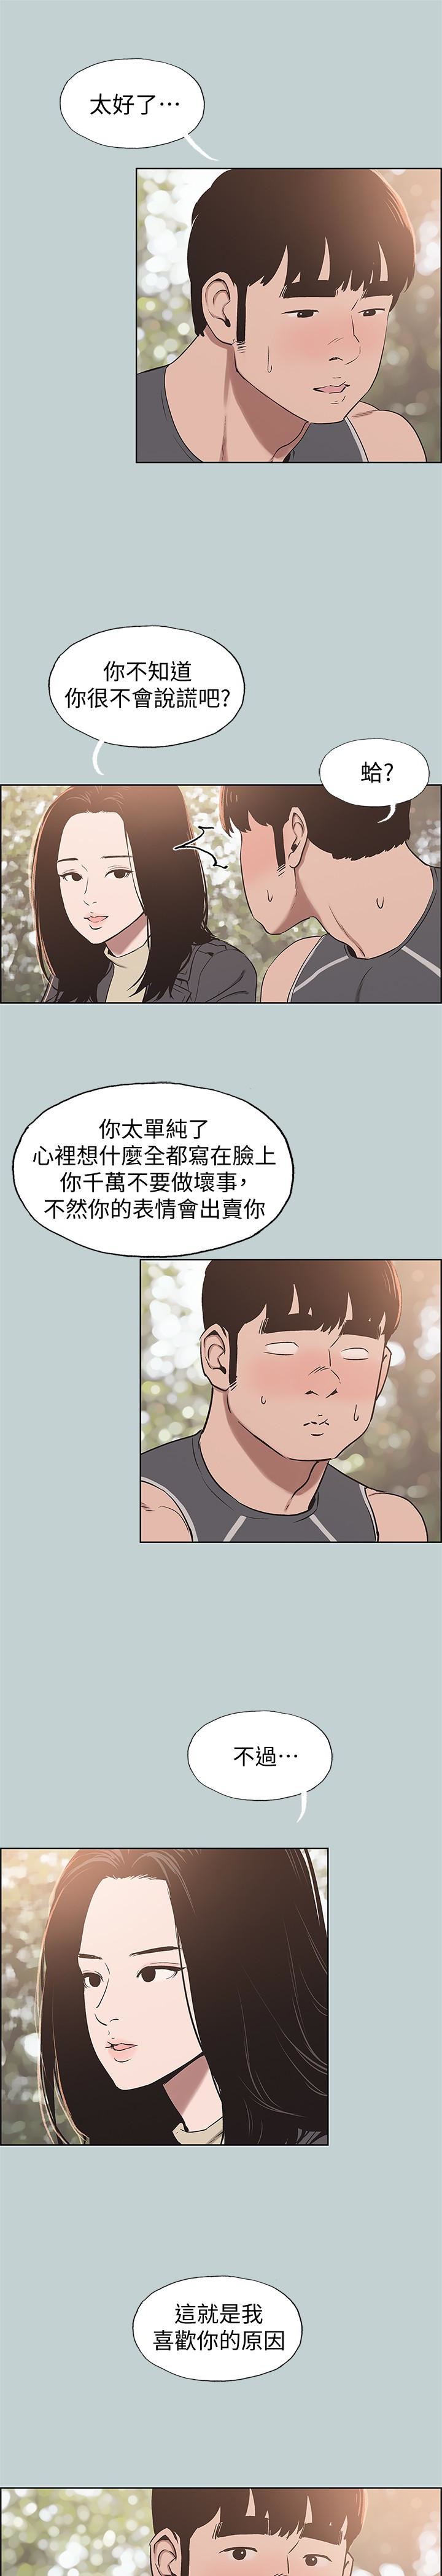 太好了…
你不知道
你很不會說謊吧?
蛤?
你太單純了
心裡想什麼全都寫在臉上
你千萬不要做壞事,
不然你的表情會出賣你
不過…
這就是我
喜歡你的原因